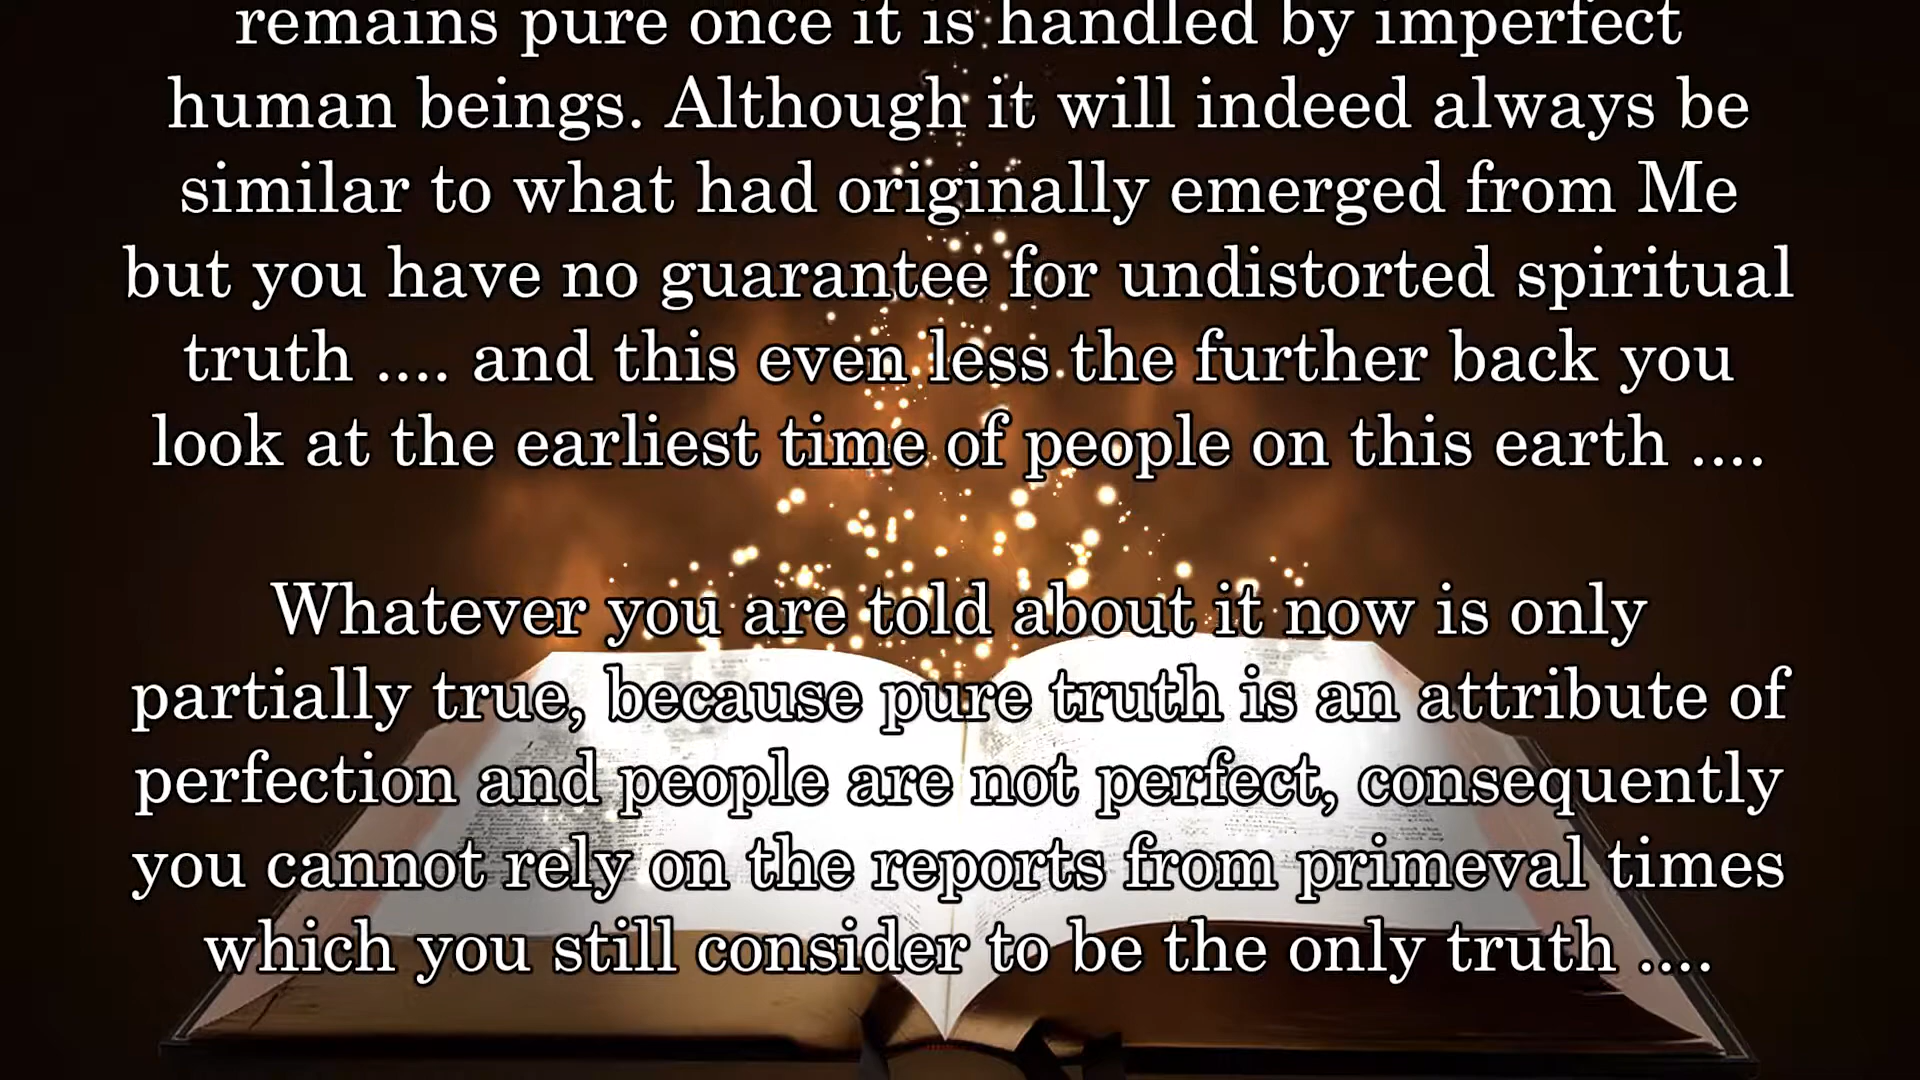 remains pure once it is handled by imperfect
human beings. Although it will indeed always be
similar to what had originally emerged from Me
but you have no guarantee for undistorted spiritual
truth .... and this even less the further back you
look at the earliest time of people on this earth ....
Whatever you are told about it now is only
partially true, because pure truth is an attribute of
perfection and people are not perfect, consequently
you cannot rely on the reports from primeval times
which you still consider to be the only truth ....